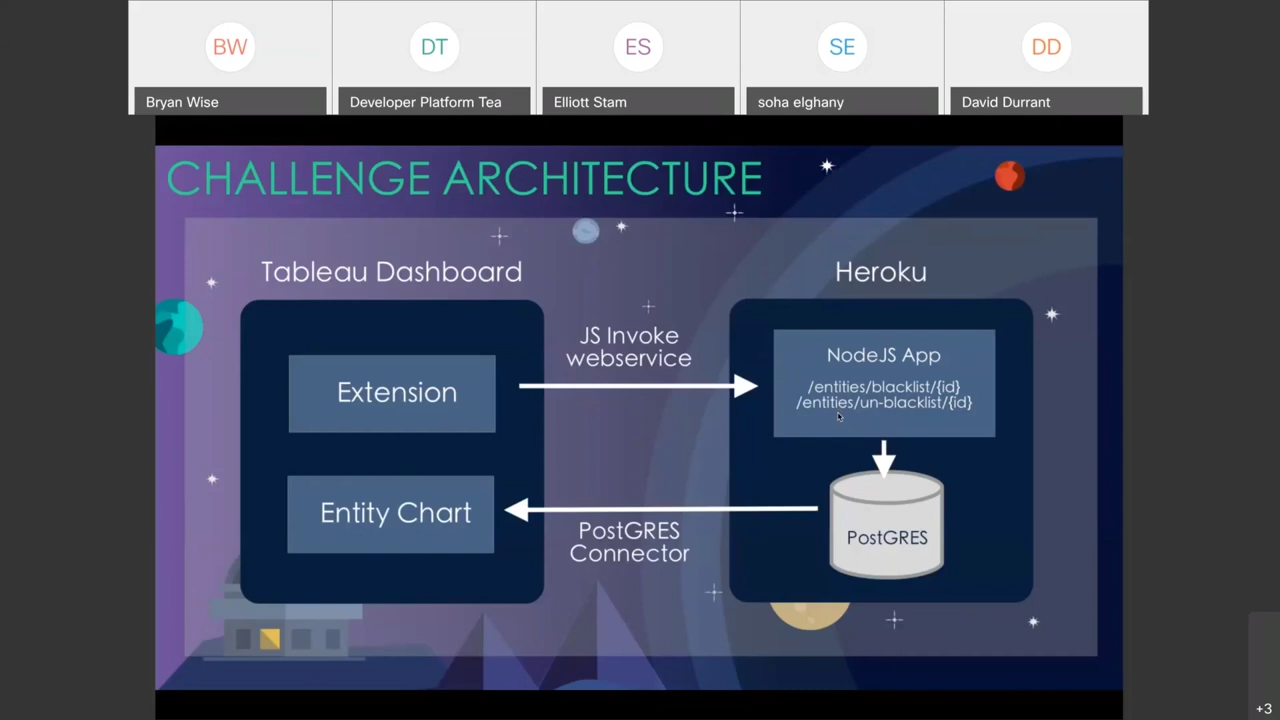 BW
DT
ES
SE
DD
Bryan Wise
Developer Platform Tea
Elliott Stam
soha elghany
David Durrant
CHALLENGE ARCHITECTURE
Tableau Dashboard
Heroku
JS Invoke
webservice
Extension
NodeJS App
/entities/blacklist/{id}
/entities/un-blacklist/{id}
Entity Chart
PostGRES
Connector
PostGRES
+3